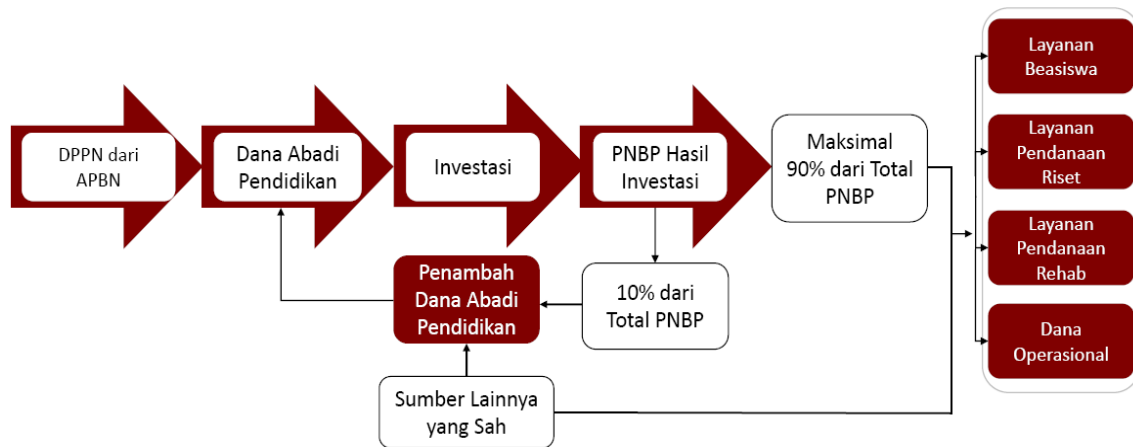 DPPN dari
APBN
Dana Abadi
Pendidikan
Investasi
PNBP Hasil
Investasi
Maksimal
90% dari Total
PNBP
Layanan
Beasiswa
Layanan
Pendanaan
Riset
Layanan
Pendanaan
Rehab
Dana
Operasional
Penambah
Dana Abadi
Pendidikan
10% dari
Total PNBP
Sumber Lainnya
yang Sah